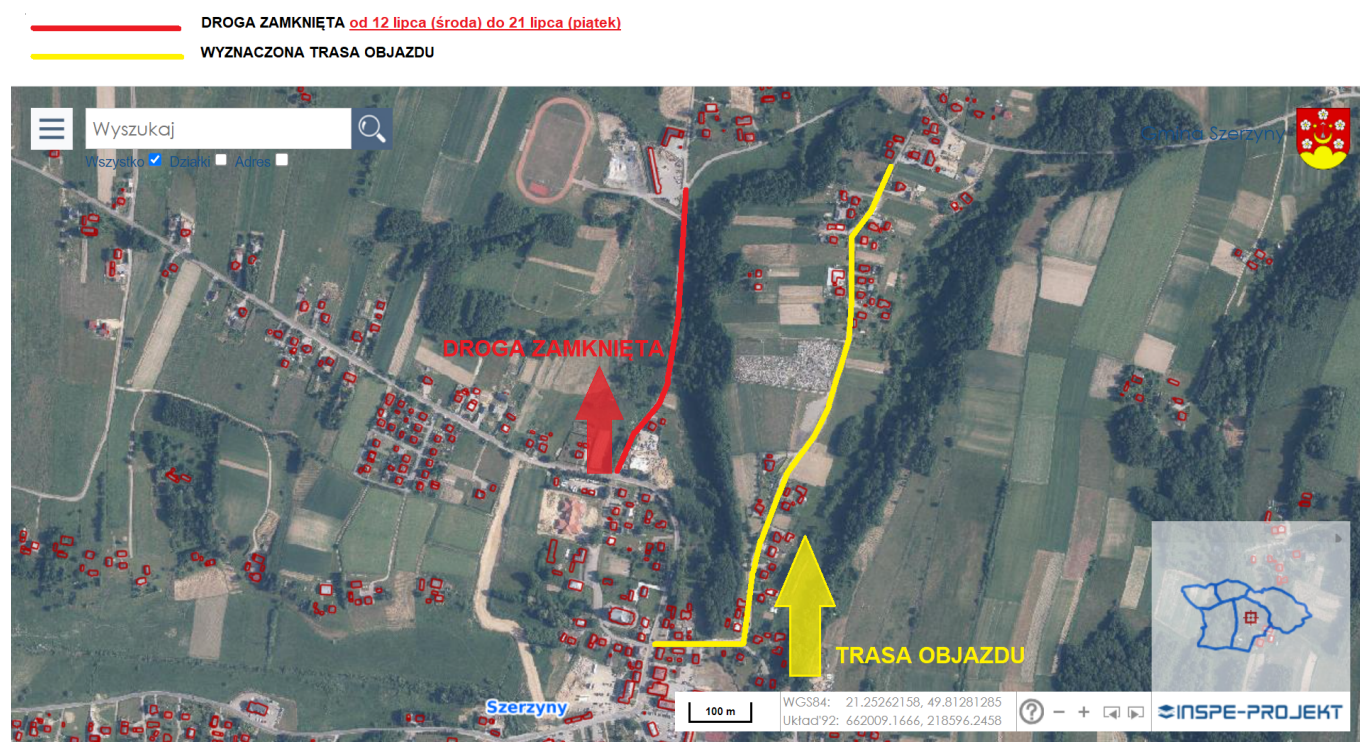 DROGA ZAMKNIĘTA od 12 lipca (środa) do 21 lipca (piątek)
WYZNACZONA TRASA OBJAZDU
Wyszukaj
Wszystko Działki Adres
Gmina Szerzyny
DROGA ZAMKNIĘTA
TRASA OBJAZDU
Szerzyny
100 m
WGS84: 21.25262158, 49.81281285
Układ'92: 662009.1666, 218596.2458
INSPE-PROJEKT